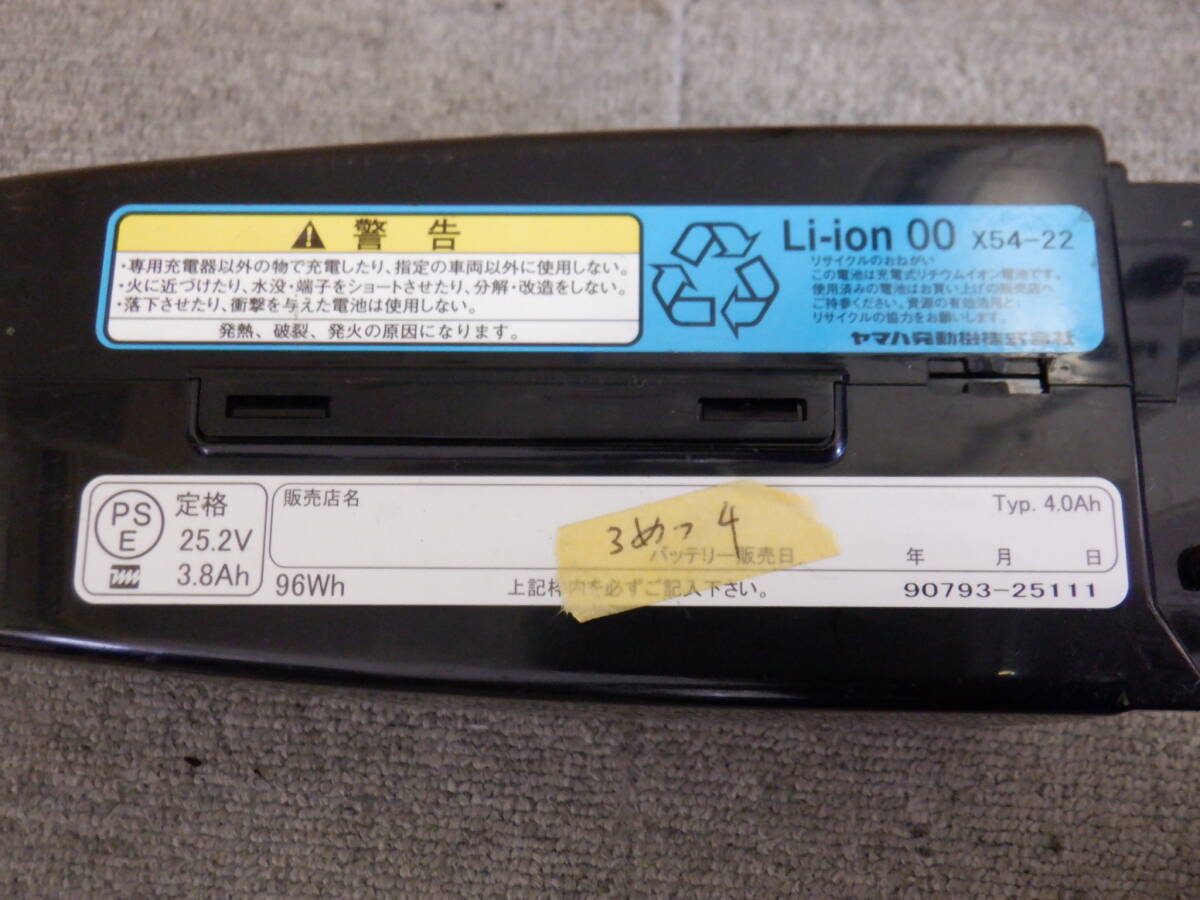 警告
・専用充電器以外の物で充電したり、指定の車両以外に使用しない。
・火に近づけたり、水没・端子をショートさせたり、分解・改造をしない。
・落下させたり、衝撃を与えた電池は使用しない。
発熱、破裂、発火の原因になります。
Li-ion 00 X54-22
リサイクルのおねがい
この電池は充電式リチウムイオン電池です。
使用済みの電池はお買い上げの販売店へ
ご持参ください。資源の有効活用と
リサイクルの協力をお願いします。
ヤマハ発動機株式会社
PS
E
定格
25.2V
3.8Ah
販売店名
Typ. 4.0Ah
3めっ4
バッテリー販売日 年 月 日
96Wh
上記枠内を必ずご記入下さい。
90793-25111